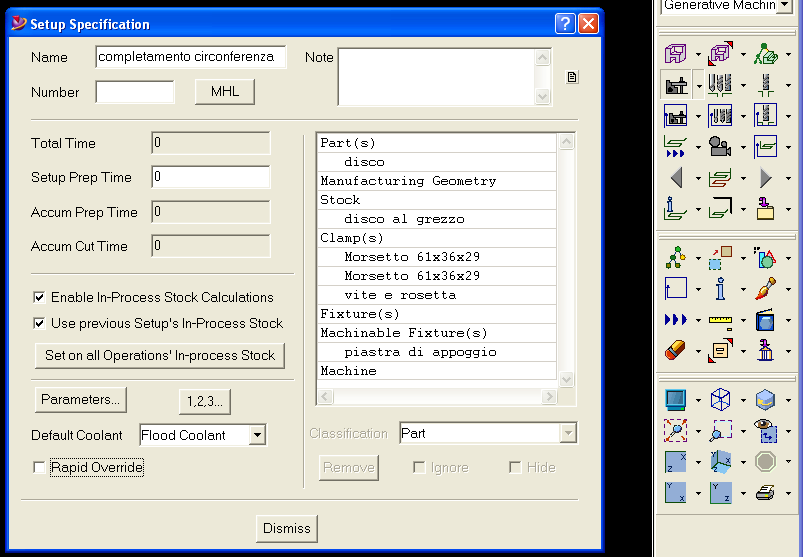 Setup Specification
Generative Machin
Name
completamento circonferenza
Note
Number
MHL
Total Time
0
Setup Prep Time
0
Accum Prep Time
0
Accum Cut Time
0
Enable In-Process Stock Calculations
Use previous Setup's In-Process Stock
Set on all Operations' In-process Stock
Parameters...
1,2,3...
Default Coolant
Flood Coolant
Rapid Override
Part(s)
disco
Manufacturing Geometry
Stock
disco al grezzo
Clamp(s)
Morsetto 61x36x29
Morsetto 61x36x29
vite e rosetta
Fixture(s)
Machinable Fixture(s)
piastra di appoggio
Machine
Classification
Part
Remove
Ignore
Hide
Dismiss